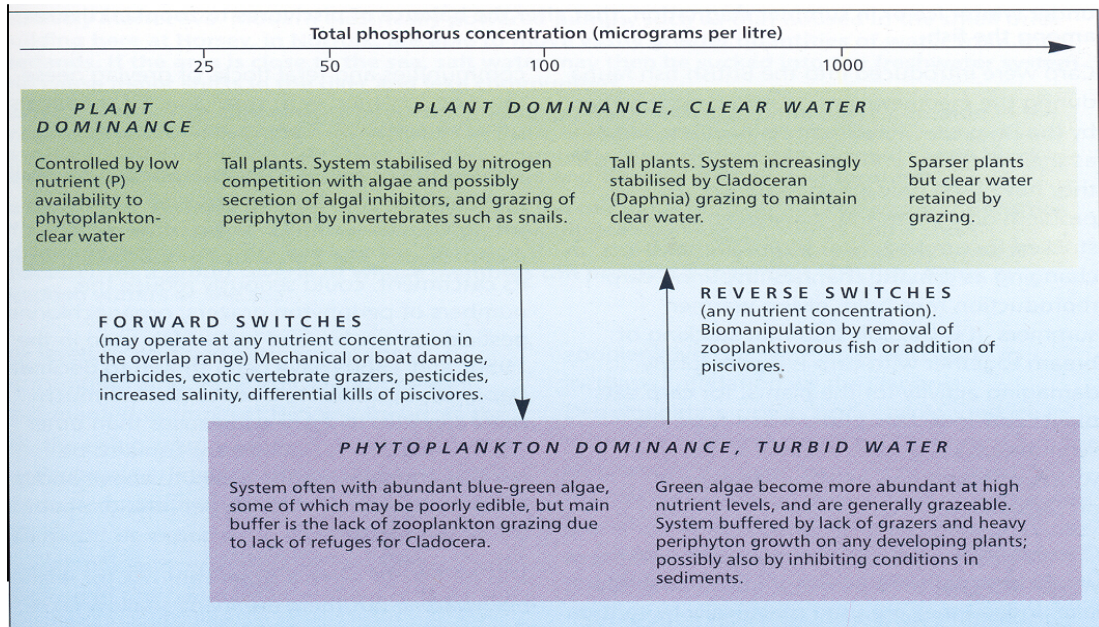 Total phosphorus concentration (micrograms per litre)
25 50 100 1000
PLANT
DOMINANCE
Controlled by low
nutrient (P)
availability to
phytoplankton-
clear water
PLANT DOMINANCE, CLEAR WATER
Tall plants. System stabilised by nitrogen
competition with algae and possibly
secretion of algal inhibitors, and grazing of
periphyton by invertebrates such as snails.
Tall plants. System increasingly
stabilised by Cladoceran
(Daphnia) grazing to maintain
clear water.
Sparser plants
but clear water
retained by
grazing.
FORWARD SWITCHES
(may operate at any nutrient concentration in
the overlap range) Mechanical or boat damage,
herbicides, exotic vertebrate grazers, pesticides,
increased salinity, differential kills of piscivores.
REVERSE SWITCHES
(any nutrient concentration).
Biomanipulation by removal of
zooplanktivorous fish or addition of
piscivores.
PHYTOPLANKTON DOMINANCE, TURBID WATER
System often with abundant blue-green algae,
some of which may be poorly edible, but main
buffer is the lack of zooplankton grazing due
to lack of refuges for Cladocera.
Green algae become more abundant at high
nutrient levels, and are generally grazeable.
System buffered by lack of grazers and heavy
periphyton growth on any developing plants;
possibly also by inhibiting conditions in
sediments.